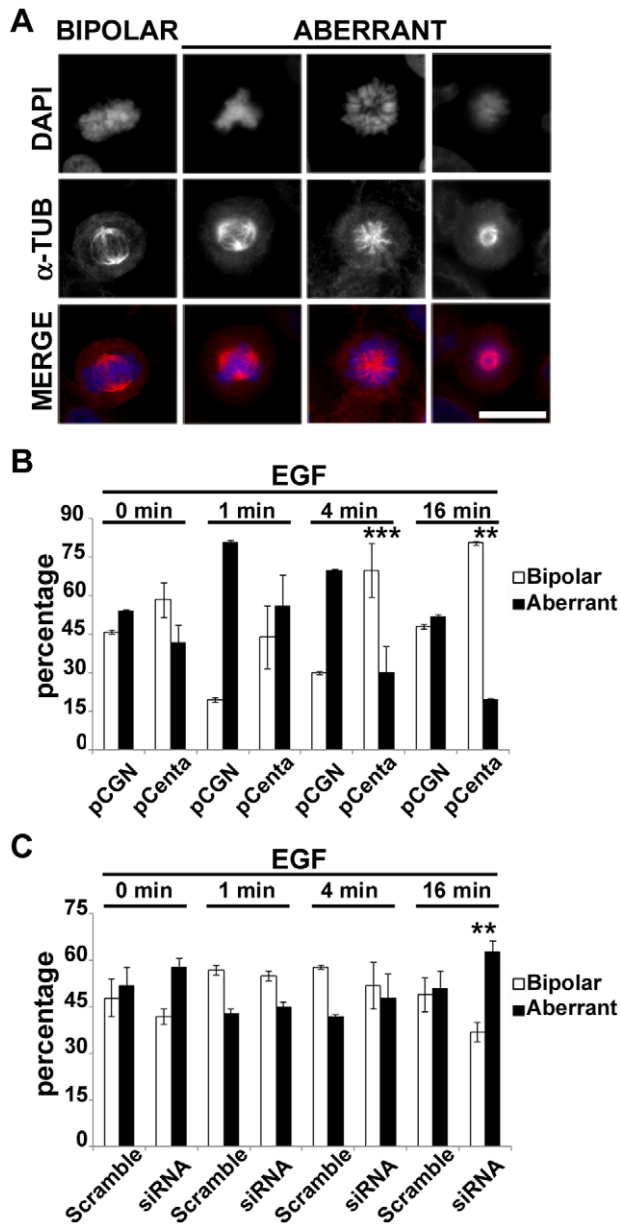 A
BIPOLAR ABERRANT
DAPI
α-TUB
MERGE
B
EGF
0 min 1 min 4 min 16 min
90
75
60
45
30
15
0
percentage
*** **
Bipolar
Aberrant
pCGN pCenta pCGN pCenta pCGN pCenta pCGN pCenta
C
EGF
0 min 1 min 4 min 16 min
75
60
45
30
15
0
percentage
**
Bipolar
Aberrant
Scramble siRNA Scramble siRNA Scramble siRNA Scramble siRNA